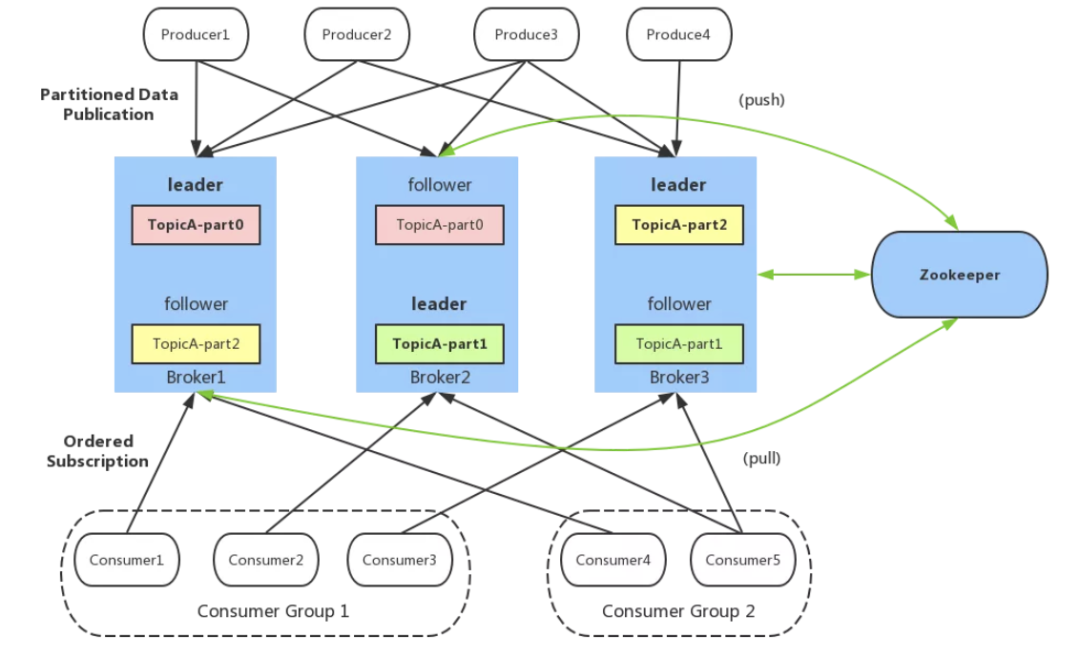 Producer1
Producer2
Produce3
Produce4
Partitioned Data
Publication
(push)
leader
TopicA-part0
follower
TopicA-part2
Broker1
follower
TopicA-part0
leader
TopicA-part1
Broker2
leader
TopicA-part2
follower
TopicA-part1
Broker3
Zookeeper
Ordered
Subscription
(pull)
Consumer1
Consumer2
Consumer3
Consumer Group 1
Consumer4
Consumer5
Consumer Group 2